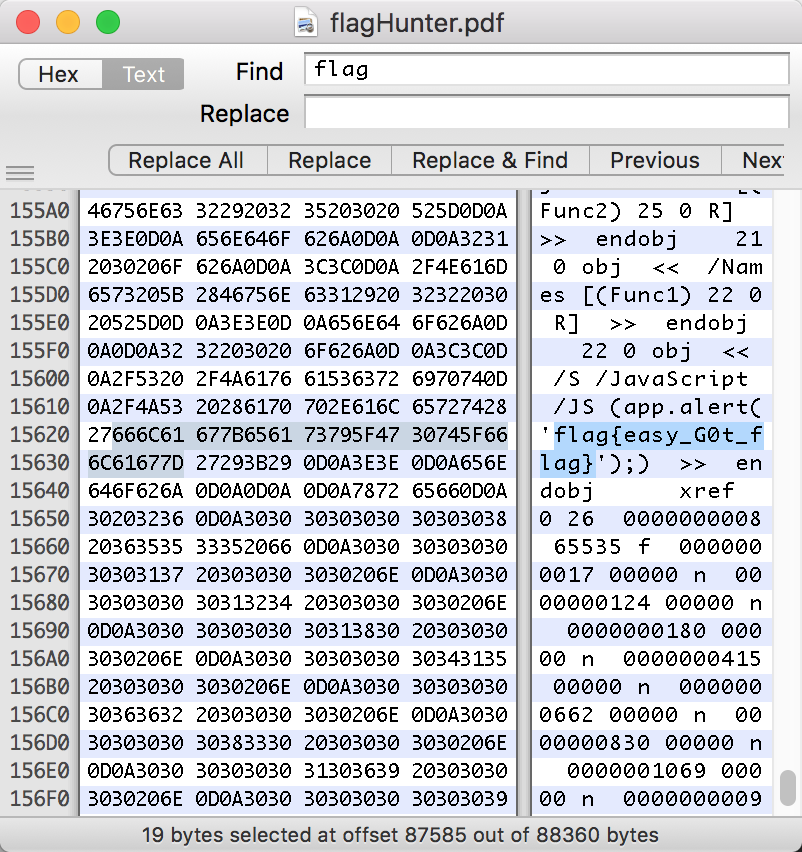 flagHunter.pdf
Hex Text Find flag
Replace
Replace All Replace Replace & Find Previous Nex
155A0 46756E63 32292032 35203020 525D0D0A Func2) 25 0 R]
155B0 3E3E0D0A 656E646F 626A0D0A 0D0A3231 >> endobj 21
155C0 2030206F 626A0D0A 3C3C0D0A 2F4E616D 0 obj << /Nam
155D0 6573205B 2846756E 63312920 32322030 es [(Func1) 22 0
155E0 20525D0D 0A3E3E0D 0A656E64 6F626A0D R] >> endobj
155F0 0A0D0A32 32203020 6F626A0D 0A3C3C0D 22 0 obj <<
15600 0A2F5320 2F4A6176 61536372 6970740D /S /JavaScript
15610 0A2F4A53 20286170 702E616C 65727428 /JS (app.alert(
15620 27666C61 677B6561 73795F47 30745F66 'flag{easy_G0t_f
15630 6C61677D 27293B29 0D0A3E3E 0D0A656E lag}');) >> en
15640 646F626A 0D0A0D0A 0D0A7872 65660D0A dobj xref
15650 30203236 0D0A3030 30303030 30303038 0 26 0000000008
15660 20363535 33352066 0D0A3030 30303030 65535 f 000000
15670 30303137 20303030 3030206E 0D0A3030 0017 00000 n 00
15680 30303030 30313234 20303030 3030206E 00000124 00000 n
15690 0D0A3030 30303030 30313830 20303030 0000000180 000
156A0 3030206E 0D0A3030 30303030 30343135 00 n 0000000415
156B0 20303030 3030206E 0D0A3030 30303030 00000 n 000000
156C0 30363632 20303030 3030206E 0D0A3030 0662 00000 n 00
156D0 30303030 30383330 20303030 3030206E 00000830 00000 n
156E0 0D0A3030 30303030 31303639 20303030 0000001069 000
156F0 3030206E 0D0A3030 30303030 30303039 00 n 0000000009
19 bytes selected at offset 87585 out of 88360 bytes